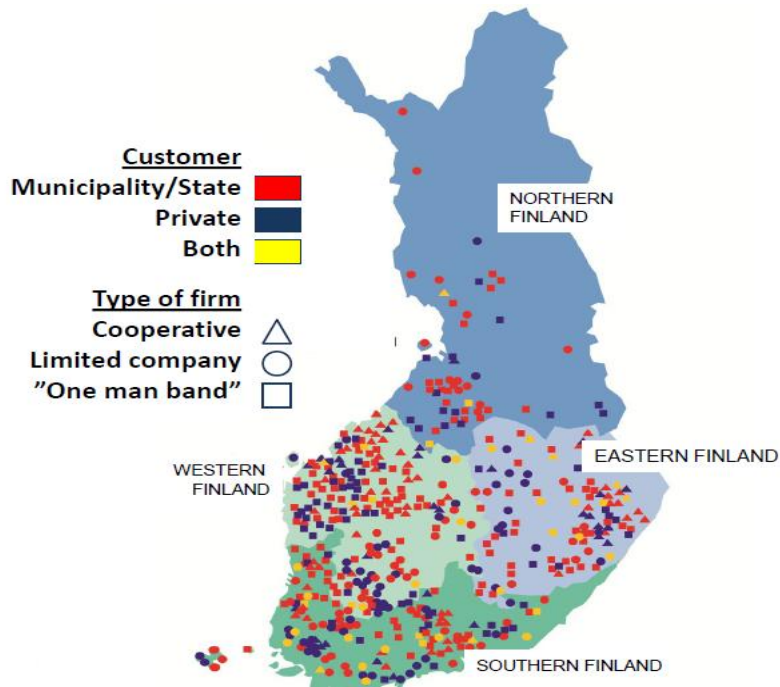 Customer
Municipality/State
Private
Both
Type of firm
Cooperative
Limited company
”One man band”
NORTHERN
FINLAND
WESTERN
FINLAND
EASTERN FINLAND
SOUTHERN FINLAND